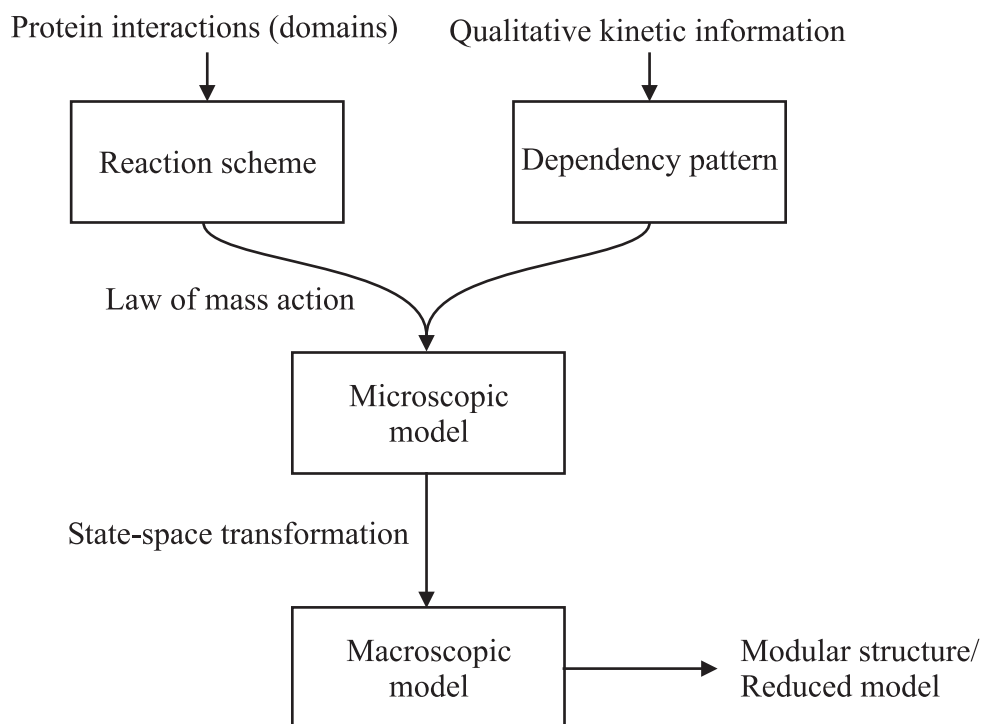 Protein interactions (domains)
Qualitative kinetic information
Reaction scheme
Dependency pattern
Law of mass action
Microscopic
model
State-space transformation
Macroscopic
model
Modular structure/
Reduced model